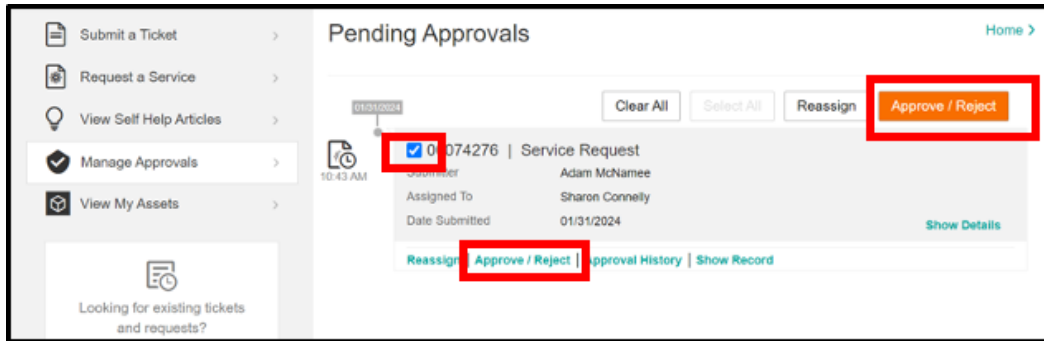 Submit a Ticket
Request a Service
View Self Help Articles
Manage Approvals
View My Assets
Looking for existing tickets
and requests?
Pending Approvals
Home >
01/31/2024
Clear All Select All Reassign Approve / Reject
10:43 AM
00074276 | Service Request
Submitter Adam McNamee
Assigned To Sharon Connelly
Date Submitted 01/31/2024
Show Details
Reassign | Approve / Reject | Approval History | Show Record